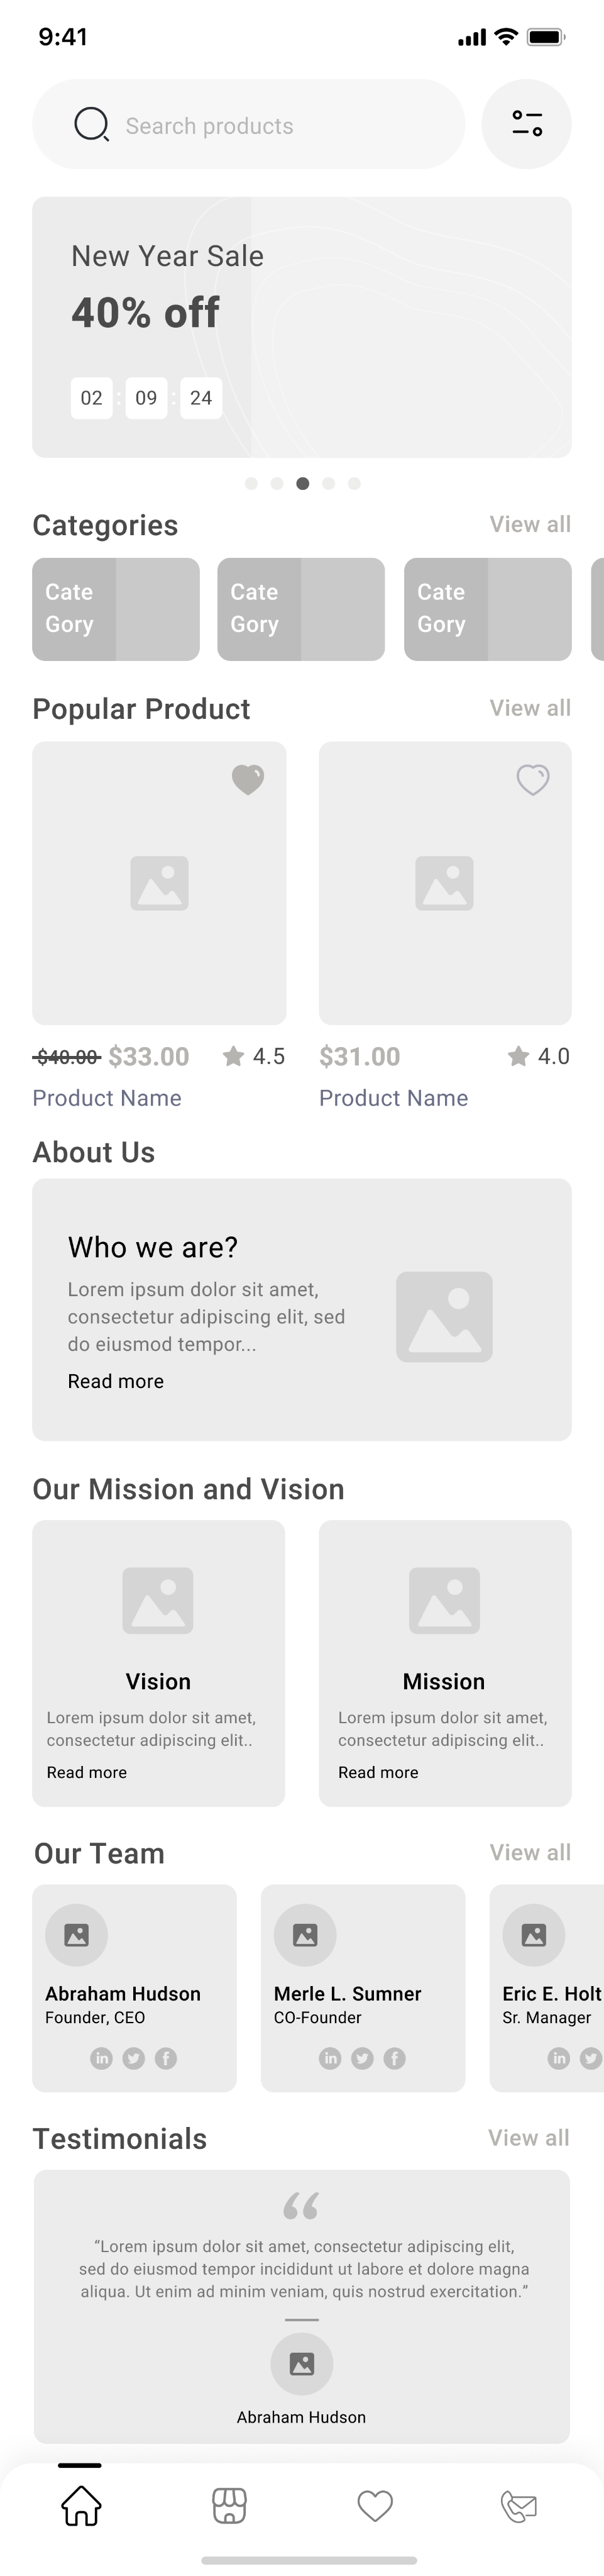 9:41
Search products
New Year Sale
40% off
02 : 09 : 24
Categories View all
Cate Cate Cate
Gory Gory Gory
Popular Product View all
$40.00 $33.00 4.5 $31.00 4.0
Product Name Product Name
About Us
Who we are?
Lorem ipsum dolor sit amet,
consectetur adipiscing elit, sed
do eiusmod tempor...
Read more
Our Mission and Vision
Vision
Lorem ipsum dolor sit amet,
consectetur adipiscing elit..
Read more
Mission
Lorem ipsum dolor sit amet,
consectetur adipiscing elit..
Read more
Our Team View all
Abraham Hudson
Founder, CEO
in f
Merle L. Sumner
CO-Founder
in f
Eric E. Holt
Sr. Manager
in
Testimonials View all
“Lorem ipsum dolor sit amet, consectetur adipiscing elit,
sed do eiusmod tempor incididunt ut labore et dolore magna
aliqua. Ut enim ad minim veniam, quis nostrud exercitation.”
Abraham Hudson